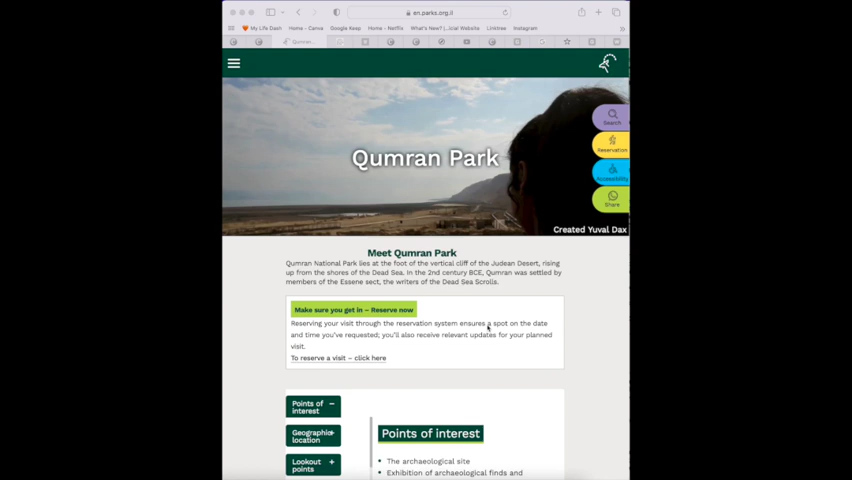 en.parks.org.il
My Life Dash Home - Canva Google Keep Home - Netflix What's New? Linktree Instagram
Qumran...
Search
Reservation
Accessibility
Share
Qumran Park
Created Yuval Dax
Meet Qumran Park
Qumran National Park lies at the foot of the vertical cliff of the Judean Desert, rising
up from the shores of the Dead Sea. In the 2nd century BCE, Qumran was settled by
members of the Essene sect, the writers of the Dead Sea Scrolls.
Make sure you get in – Reserve now
Reserving your visit through the reservation system ensures a spot on the date
and time you've requested; you'll also receive relevant updates for your planned
visit.
To reserve a visit – click here
Points of
interest
Geographic
location
Lookout
points
Points of interest
• The archaeological site
• Exhibition of archaeological finds and